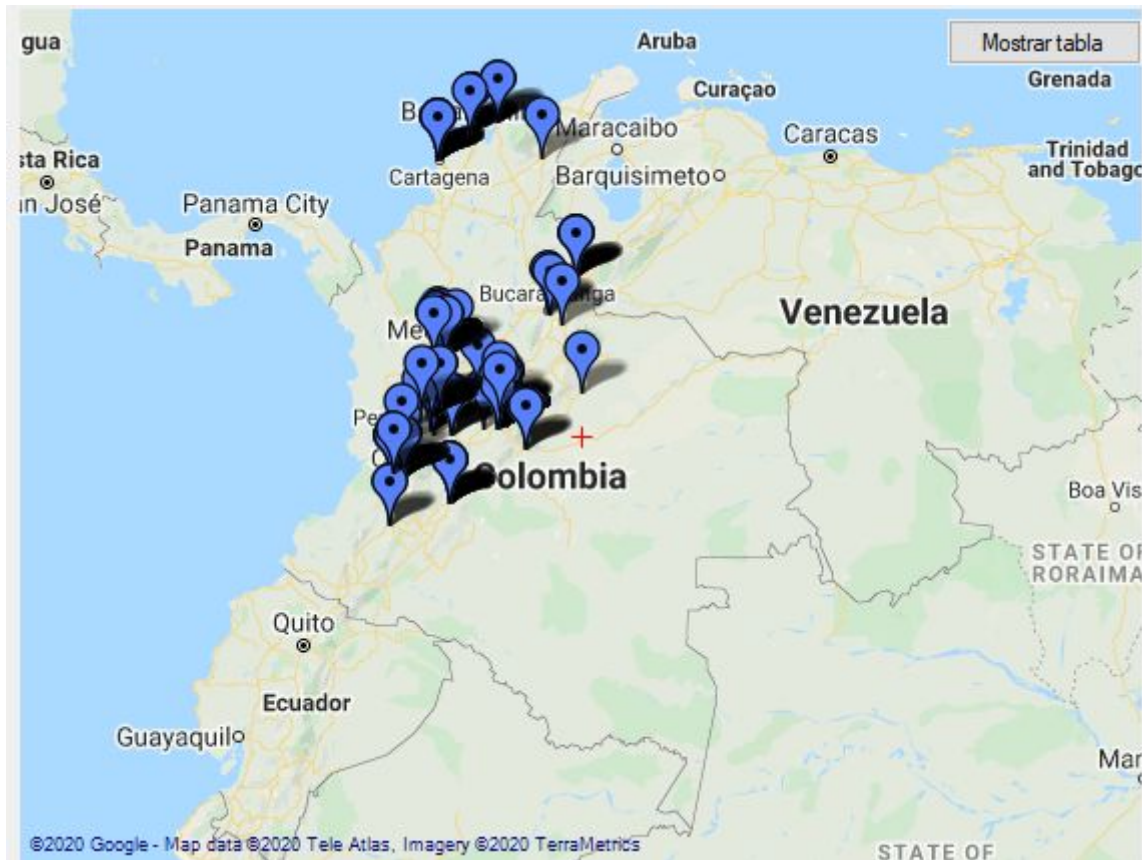 gua
Aruba
Mostrar tabla
Curaçao
Grenada
Maracaibo
Caracas
sta Rica
Cartagena
Barquisimeto
Trinidad
and Tobago
n José
Panama City
Panama
Venezuela
Colombia
Boa Vis
STATE OF
RORAIMA
Quito
Ecuador
Guayaquil
Mar
©2020 Google - Map data ©2020 Tele Atlas, Imagery ©2020 TerraMetrics
STATE OF